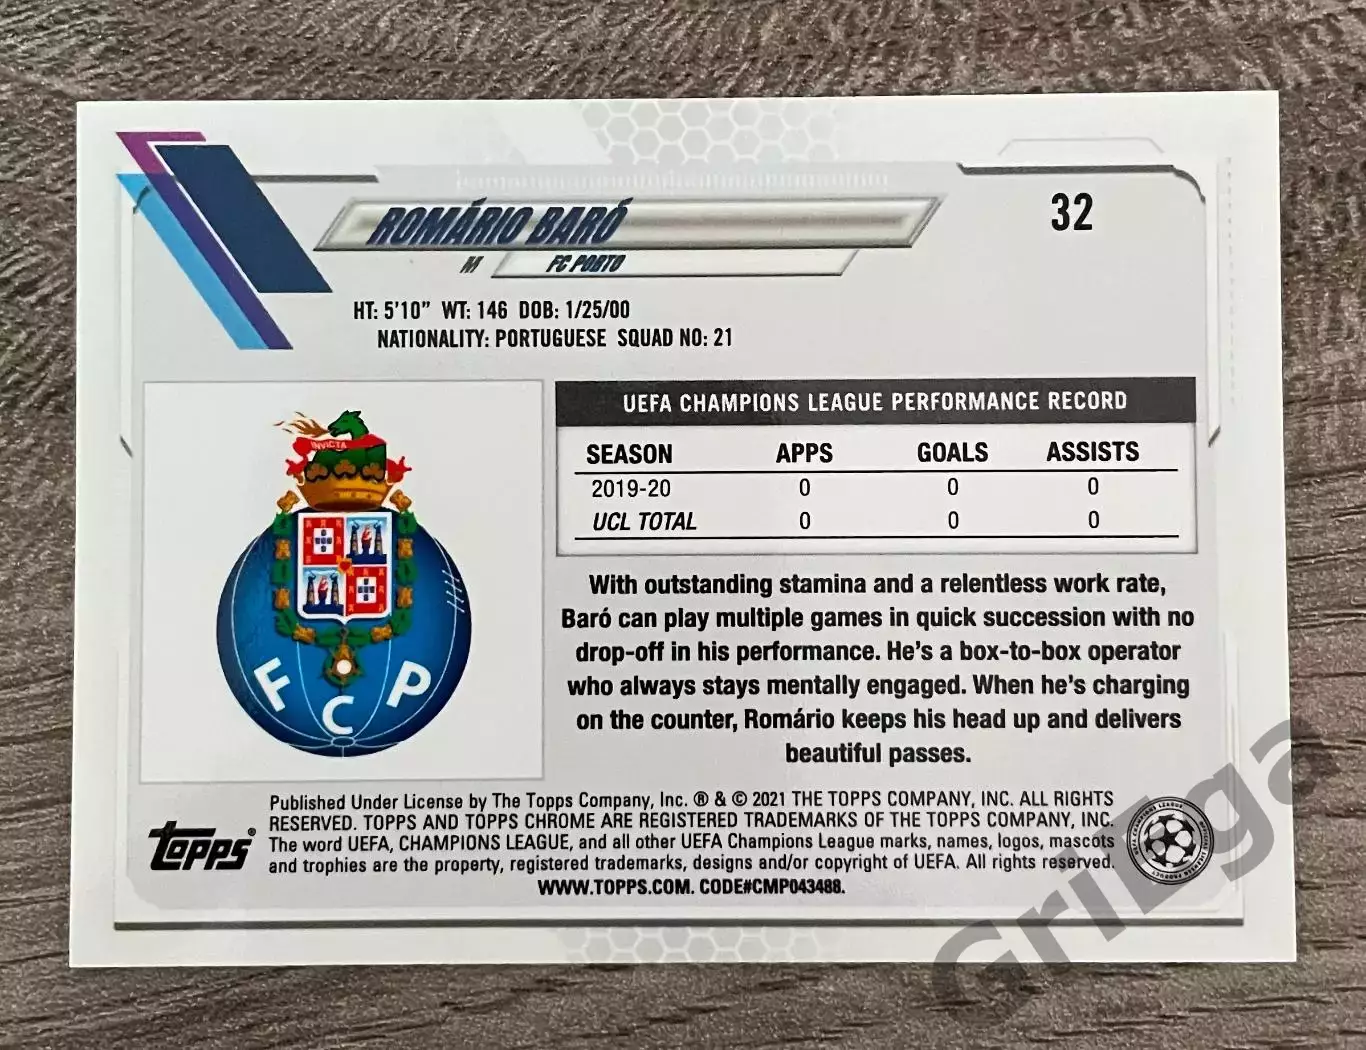 32
ROMÁRIO BARÓ
M FC PORTO
HT: 5'10" WT: 146 DOB: 1/25/00
NATIONALITY: PORTUGUESE SQUAD NO: 21
INVICTA
F C P
UEFA CHAMPIONS LEAGUE PERFORMANCE RECORD
SEASON APPS GOALS ASSISTS
2019-20 0 0 0
UCL TOTAL 0 0 0
With outstanding stamina and a relentless work rate,
Baró can play multiple games in quick succession with no
drop-off in his performance. He's a box-to-box operator
who always stays mentally engaged. When he's charging
on the counter, Romário keeps his head up and delivers
beautiful passes.
topps®
Published Under License by The Topps Company, Inc. ® & © 2021 THE TOPPS COMPANY, INC. ALL RIGHTS
RESERVED. TOPPS AND TOPPS CHROME ARE REGISTERED TRADEMARKS OF THE TOPPS COMPANY, INC.
The word UEFA, CHAMPIONS LEAGUE, and all other UEFA Champions League marks, names, logos, mascots
and trophies are the property, registered trademarks, designs and/or copyright of UEFA. All rights reserved.
WWW.TOPPS.COM. CODE#CMP043488.
UEFA CHAMPIONS LEAGUE OFFICIAL LICENSED PRODUCT
GriEga